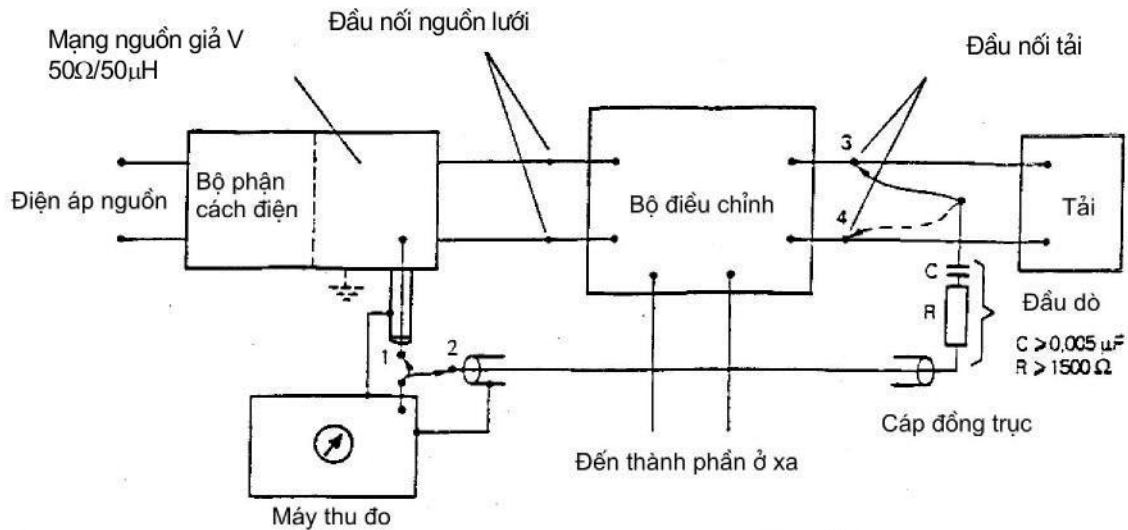 Mạng nguồn giả V
50Ω/50μH
Đầu nối nguồn lưới
Đầu nối tải
Điện áp nguồn
Bộ phận
cách điện
Bộ điều chỉnh
3
4
Tải
C
R
Đầu dò
C ⩾ 0,005 μF
R ⩾ 1500 Ω
1
2
Cáp đồng trục
Đến thành phần ở xa
Máy thu đo